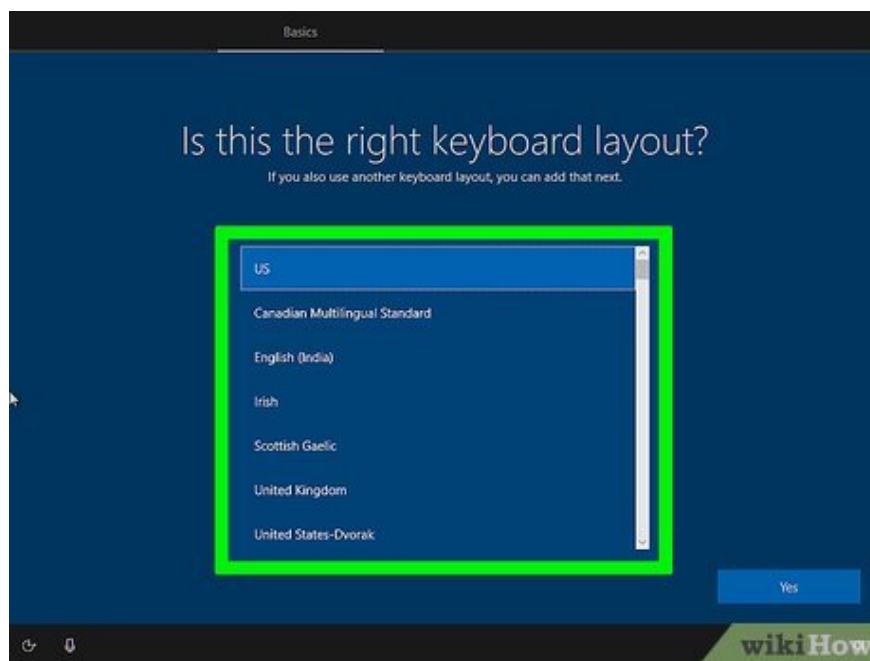 Basics
Is this the right keyboard layout?
If you also use another keyboard layout, you can add that next.
US
Canadian Multilingual Standard
English (India)
Irish
Scottish Gaelic
United Kingdom
United States-Dvorak
Yes
wikiHow